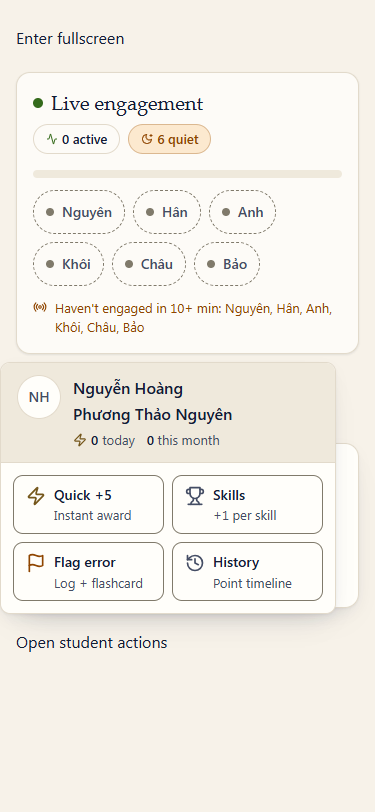 Enter fullscreen
Live engagement
0 active
6 quiet
Nguyên
Hân
Anh
Khôi
Châu
Bảo
Haven't engaged in 10+ min: Nguyên, Hân, Anh,
Khôi, Châu, Bảo
NH
Nguyễn Hoàng
Phương Thảo Nguyên
0 today
0 this month
Quick +5
Instant award
Skills
+1 per skill
Flag error
Log + flashcard
History
Point timeline
Open student actions